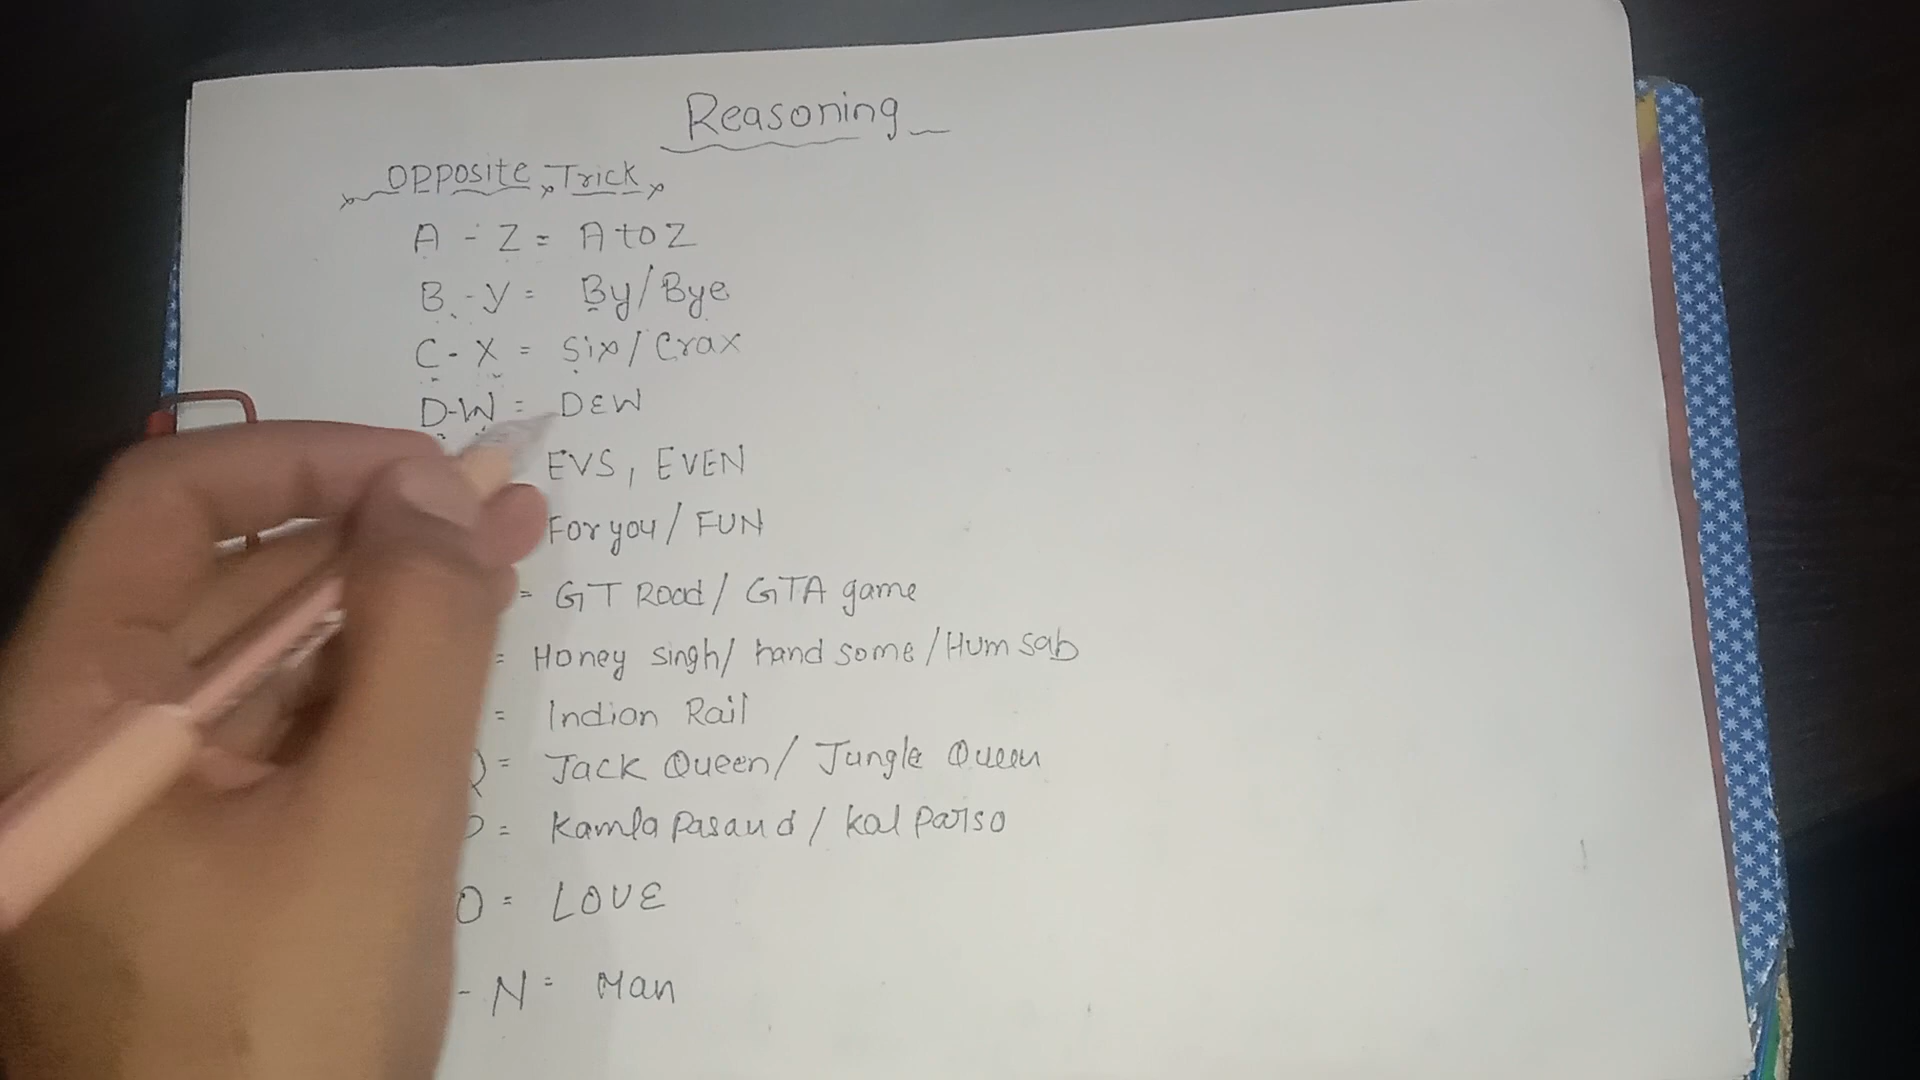 Reasoning
Opposite Trick
A - Z = A to Z
B - Y = By/Bye
C - X = Six/Crax
D-W = DEW
EVS, EVEN
For you/ FUN
= GT Road/ GTA game
= Honey singh/ hand some/Hum sab
= Indian Rail
Q = Jack Queen/ Jungle Queen
P = Kamla Pasand / Kal Parso
O = LOVE
- N = Man